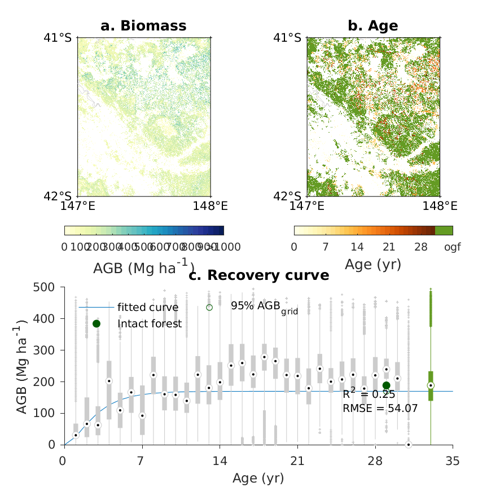 a. Biomass
b. Age
41°S
41°S
42°S
42°S
147°E
148°E
147°E
148°E
0 100 200 300 400 500 600 700 800 900 >1000
AGB (Mg ha-1)
0 7 14 21 28 ogf
Age (yr)
c. Recovery curve
500
400
300
200
100
0
AGB (Mg ha-1)
fitted curve
95% AGBgrid
Intact forest
R2 = 0.25
RMSE = 54.07
0 7 14 21 28 35
Age (yr)